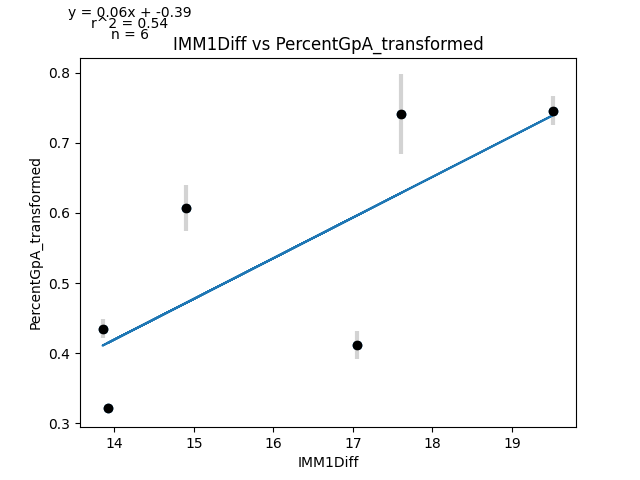 y = 0.06x + -0.39
r^2 = 0.54
n = 6
IMM1Diff vs PercentGpA_transformed
0.8
0.7
0.6
0.5
0.4
0.3
PercentGpA_transformed
14 15 16 17 18 19
IMM1Diff